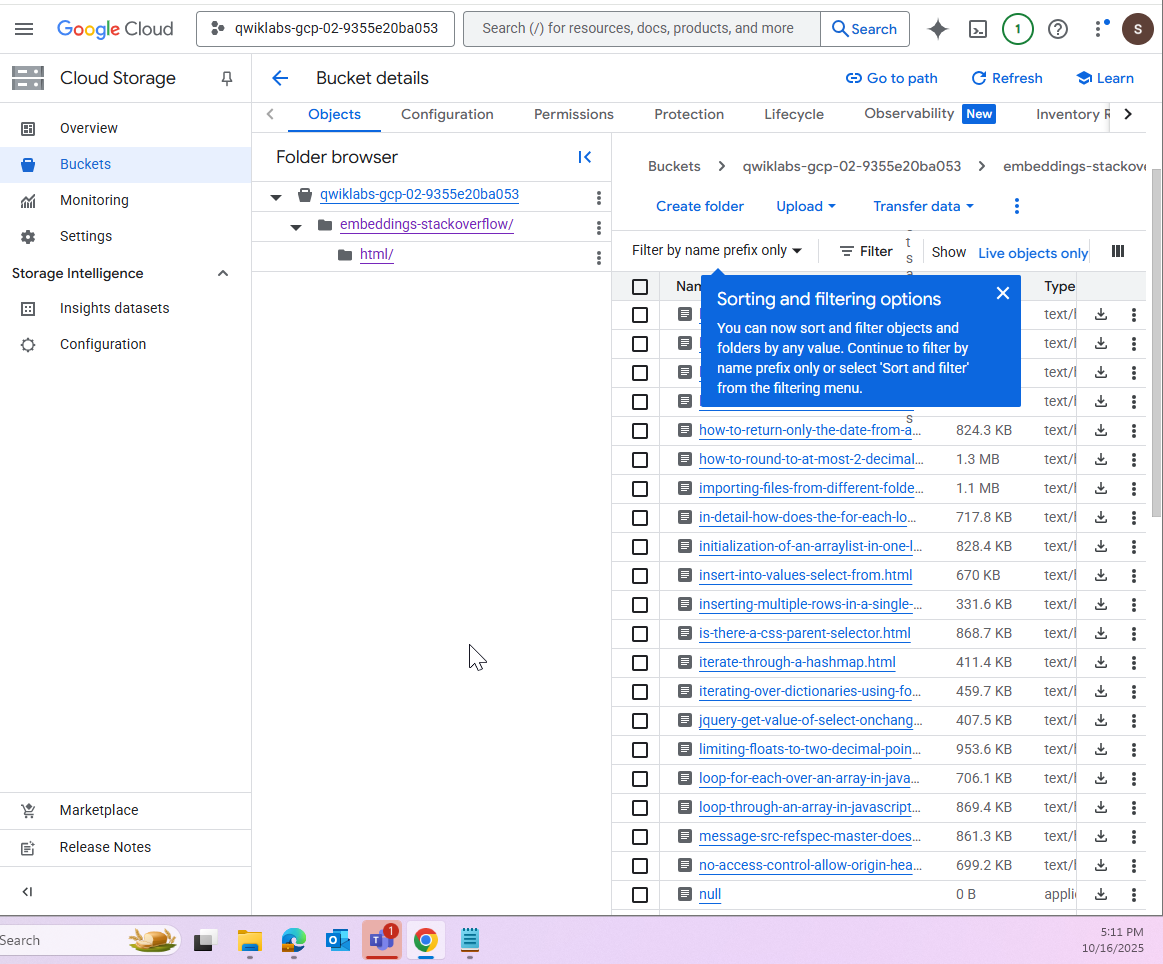 Google Cloud
qwiklabs-gcp-02-9355e20ba053
Search (/) for resources, docs, products, and more
Search
1
S
Cloud Storage
Bucket details
Go to path
Refresh
Learn
Overview
Buckets
Monitoring
Settings
Storage Intelligence
Insights datasets
Configuration
Marketplace
Release Notes
Objects
Configuration
Permissions
Protection
Lifecycle
Observability
New
Inventory
Folder browser
qwiklabs-gcp-02-9355e20ba053
embeddings-stackoverflow/
html/
Buckets
qwiklabs-gcp-02-9355e20ba053
embeddings-stackov
Create folder
Upload
Transfer data
Filter by name prefix only
Filter
t
s
Show
Live objects only
Nam
Type
Sorting and filtering options
You can now sort and filter objects and
folders by any value. Continue to filter by
name prefix only or select 'Sort and filter'
from the filtering menu.
text/l
text/l
text/l
text/l
s
how-to-return-only-the-date-from-a... 824.3 KB text/l
how-to-round-to-at-most-2-decimal... 1.3 MB text/l
importing-files-from-different-folde... 1.1 MB text/l
in-detail-how-does-the-for-each-lo... 717.8 KB text/l
initialization-of-an-arraylist-in-one-l... 828.4 KB text/l
insert-into-values-select-from.html 670 KB text/l
inserting-multiple-rows-in-a-single-... 331.6 KB text/l
is-there-a-css-parent-selector.html 868.7 KB text/l
iterate-through-a-hashmap.html 411.4 KB text/l
iterating-over-dictionaries-using-fo... 459.7 KB text/l
jquery-get-value-of-select-onchang... 407.5 KB text/l
limiting-floats-to-two-decimal-poin... 953.6 KB text/l
loop-for-each-over-an-array-in-java... 706.1 KB text/l
loop-through-an-array-in-javascript... 869.4 KB text/l
message-src-refspec-master-does... 861.3 KB text/l
no-access-control-allow-origin-hea... 699.2 KB text/l
null 0 B appli
Search
1
5:11 PM
10/16/2025